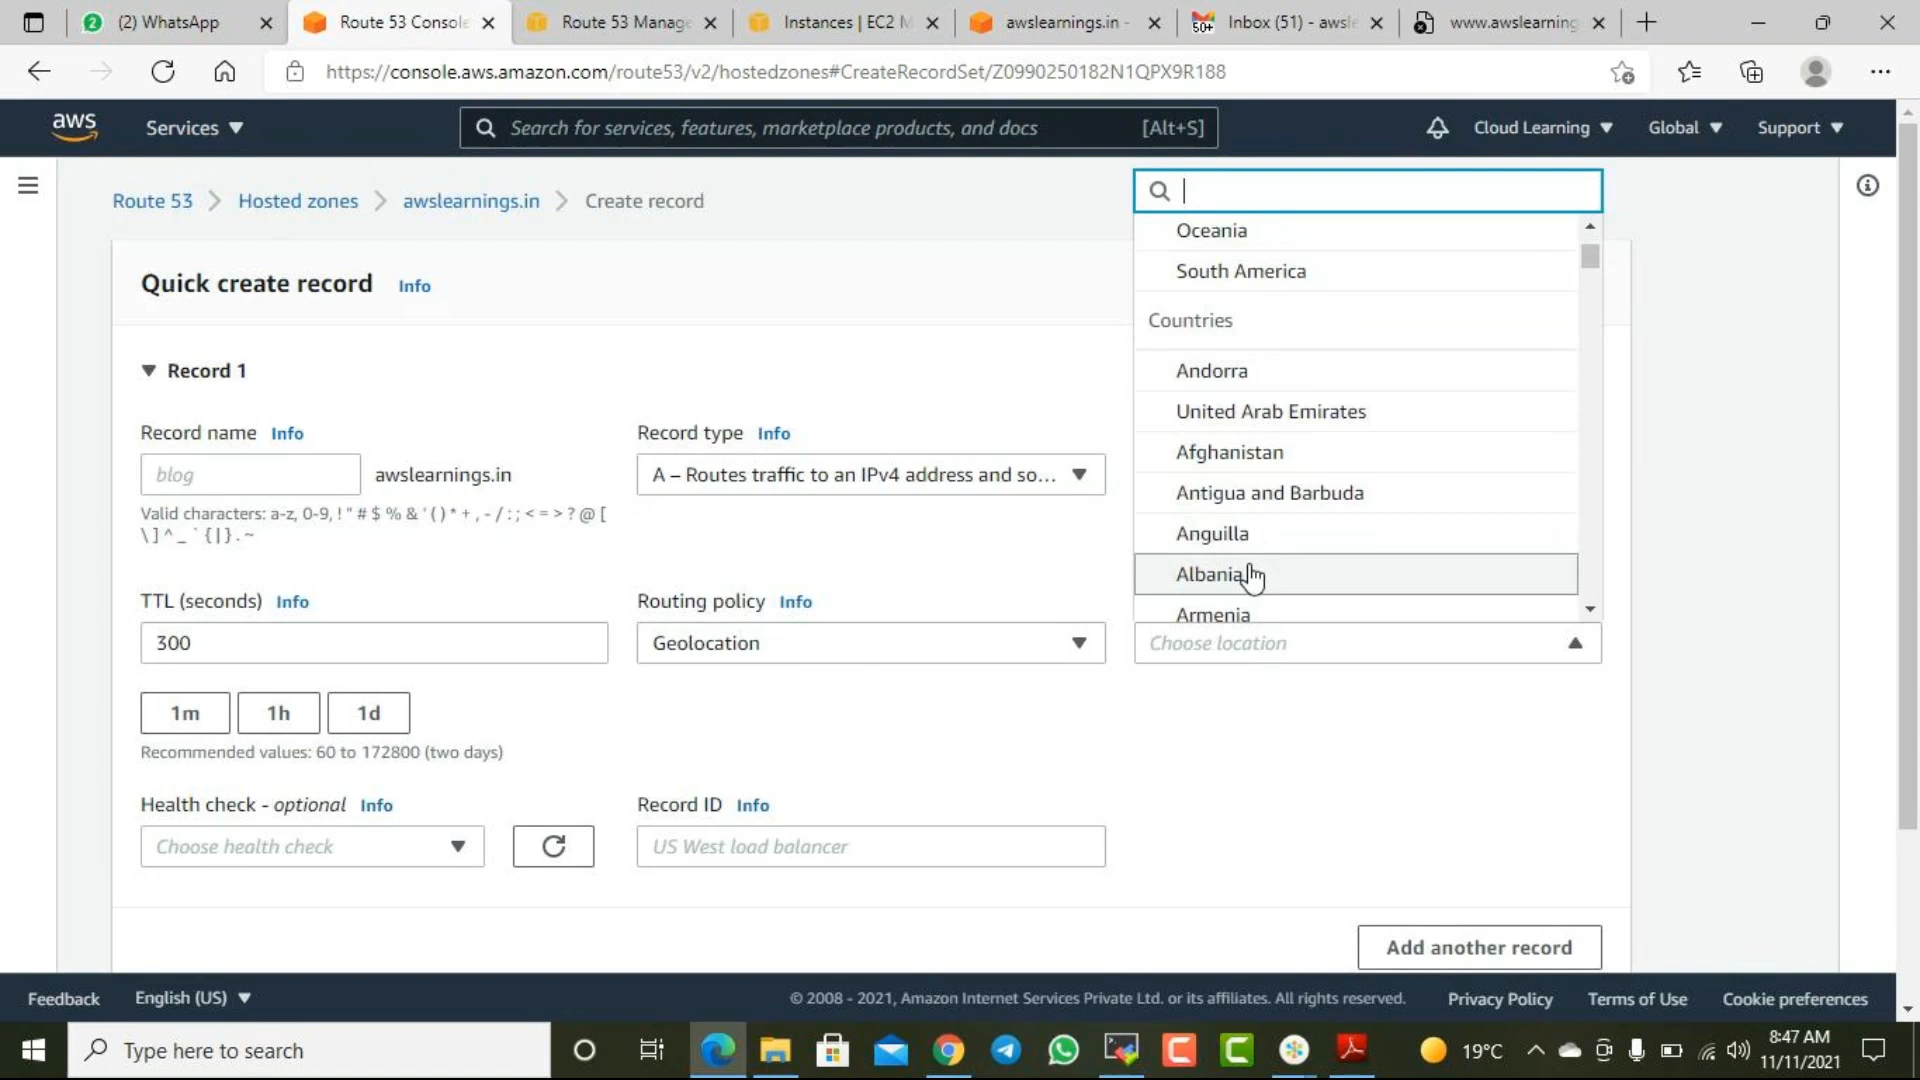 (2) WhatsApp
Route 53 Console
Route 53 Manage
Instances | EC2 M
awslearnings.in -
50+
Inbox (51) - awsle
www.awslearning
https://console.aws.amazon.com/route53/v2/hostedzones#CreateRecordSet/Z0990250182N1QPX9R188
aws
Services
Search for services, features, marketplace products, and docs
[Alt+S]
Cloud Learning
Global
Support
Route 53
Hosted zones
awslearnings.in
Create record
Quick create record
Info
Record 1
Record name Info
blog
awslearnings.in
Valid characters: a-z, 0-9, ! " # $ % & ' ( ) * + , - / : ; < = > ? @ [
\ ] ^ _ ` { | } . ~
Record type Info
A – Routes traffic to an IPv4 address and so...
TTL (seconds) Info
300
1m
1h
1d
Recommended values: 60 to 172800 (two days)
Routing policy Info
Geolocation
Oceania
South America
Countries
Andorra
United Arab Emirates
Afghanistan
Antigua and Barbuda
Anguilla
Albania
Armenia
Choose location
Health check - optional Info
Choose health check
Record ID Info
US West load balancer
Add another record
Feedback
English (US)
© 2008 - 2021, Amazon Internet Services Private Ltd. or its affiliates. All rights reserved.
Privacy Policy
Terms of Use
Cookie preferences
Type here to search
19°C
8:47 AM
11/11/2021